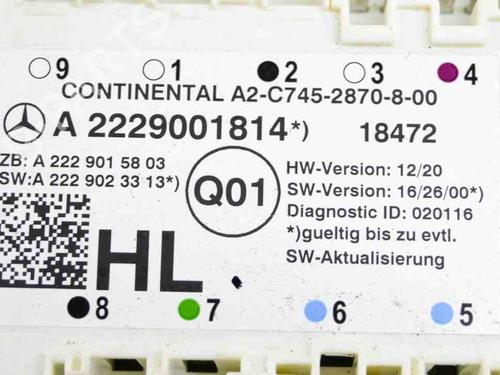 9 1 2 3 4
CONTINENTAL A2-C745-2870-8-00
A 2229001814*) 18472
ZB: A 222 901 58 03
SW:A 222 902 33 13*)
Q01
HW-Version: 12/20
SW-Version: 16/26/00*)
Diagnostic ID: 020116
*)gueltig bis zu evtl.
SW-Aktualisierung
HL
8 7 6 5